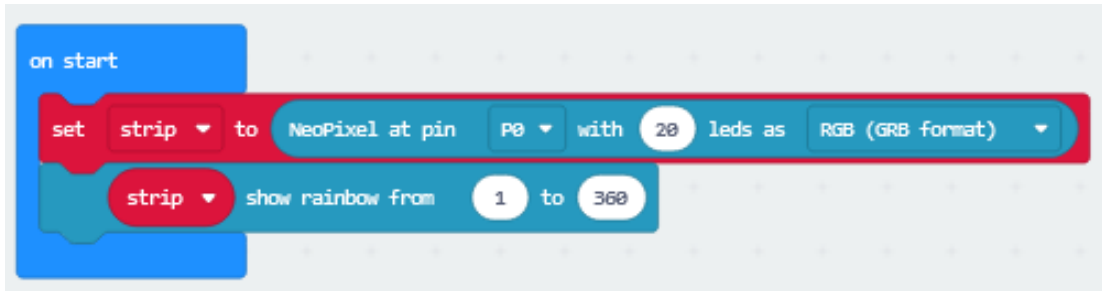 on start
set strip to NeoPixel at pin P0 with 20 leds as RGB (GRB format)
strip show rainbow from 1 to 360